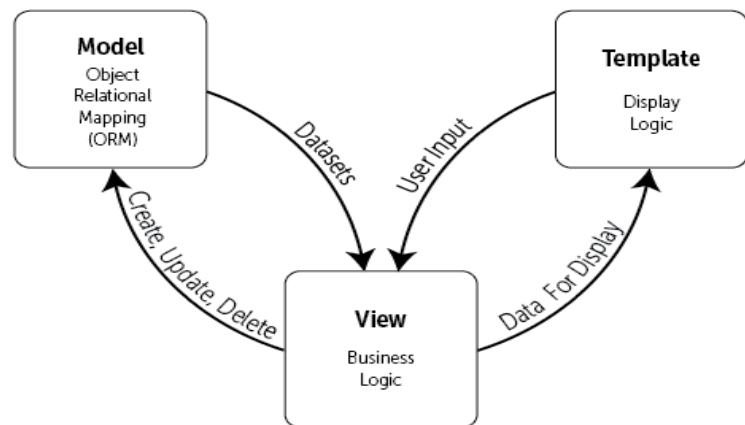 Model
Object
Relational
Mapping
(ORM)
Template
Display
Logic
Datasets
User Input
Create, Update, Delete
Data For Display
View
Business
Logic